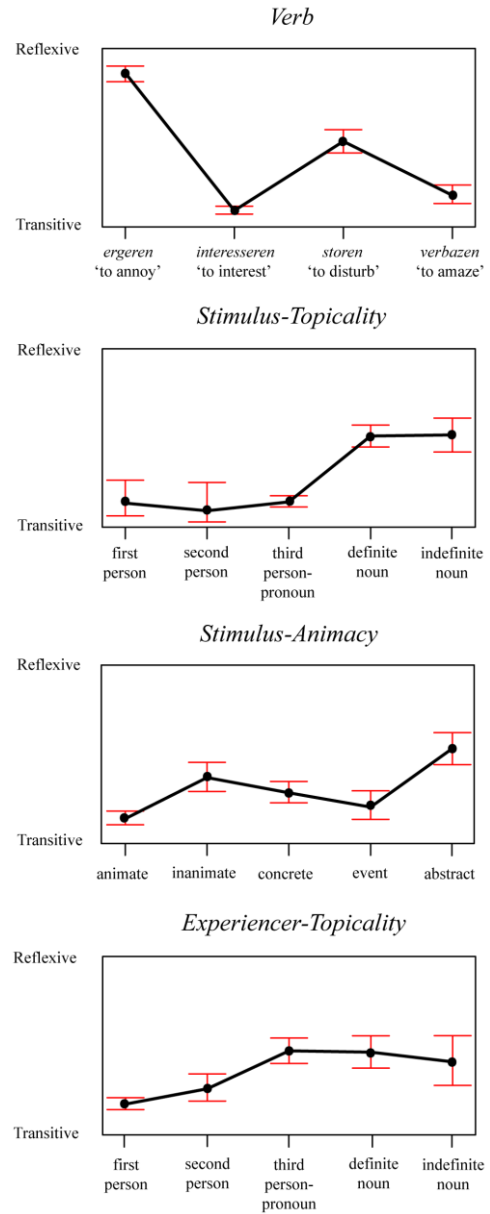 Verb
Reflexive
Transitive
ergeren interesseren storen verbazen
‘to annoy’ ‘to interest’ ‘to disturb’ ‘to amaze’
Stimulus-Topicality
Reflexive
Transitive
first second third definite indefinite
person person person- noun noun
pronoun
Stimulus-Animacy
Reflexive
Transitive
animate inanimate concrete event abstract
Experiencer-Topicality
Reflexive
Transitive
first second third definite indefinite
person person person- noun noun
pronoun